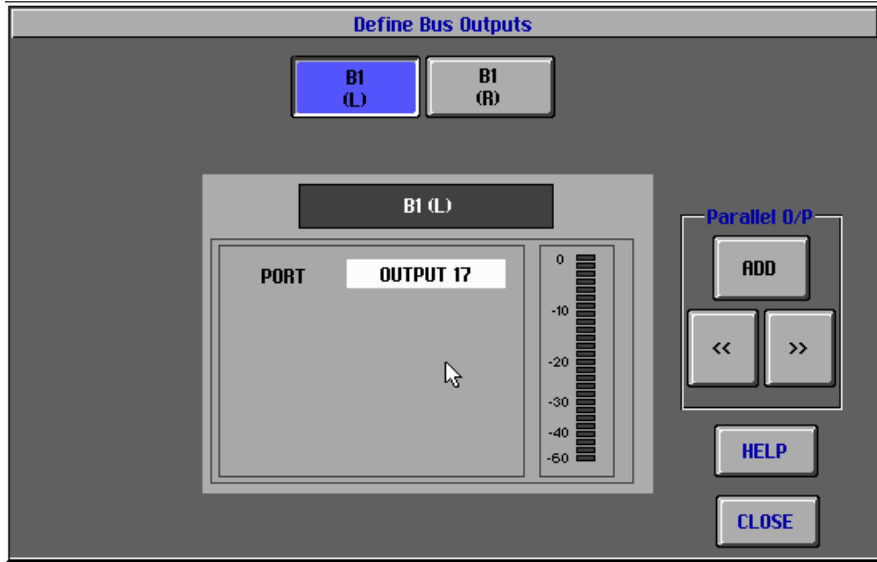 Define Bus Outputs
B1
(L)
B1
(R)
B1 (L)
PORT
OUTPUT 17
0
-10
-20
-30
-40
-60
Parallel O/P
ADD
<<
>>
HELP
CLOSE